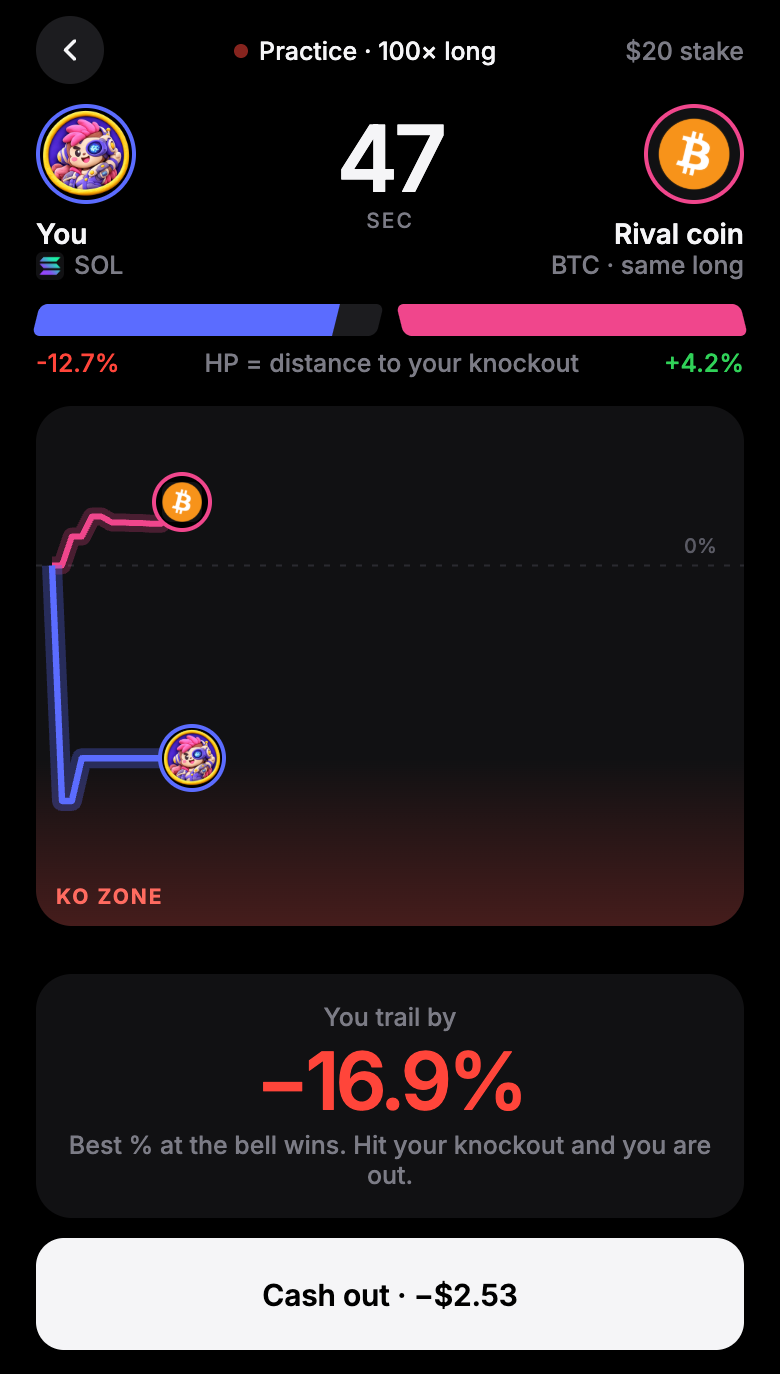 Practice · 100× long
$20 stake
47
SEC
You
SOL
Rival coin
BTC · same long
-12.7%
HP = distance to your knockout
+4.2%
0%
KO ZONE
You trail by
−16.9%
Best % at the bell wins. Hit your knockout and you are
out.
Cash out · −$2.53